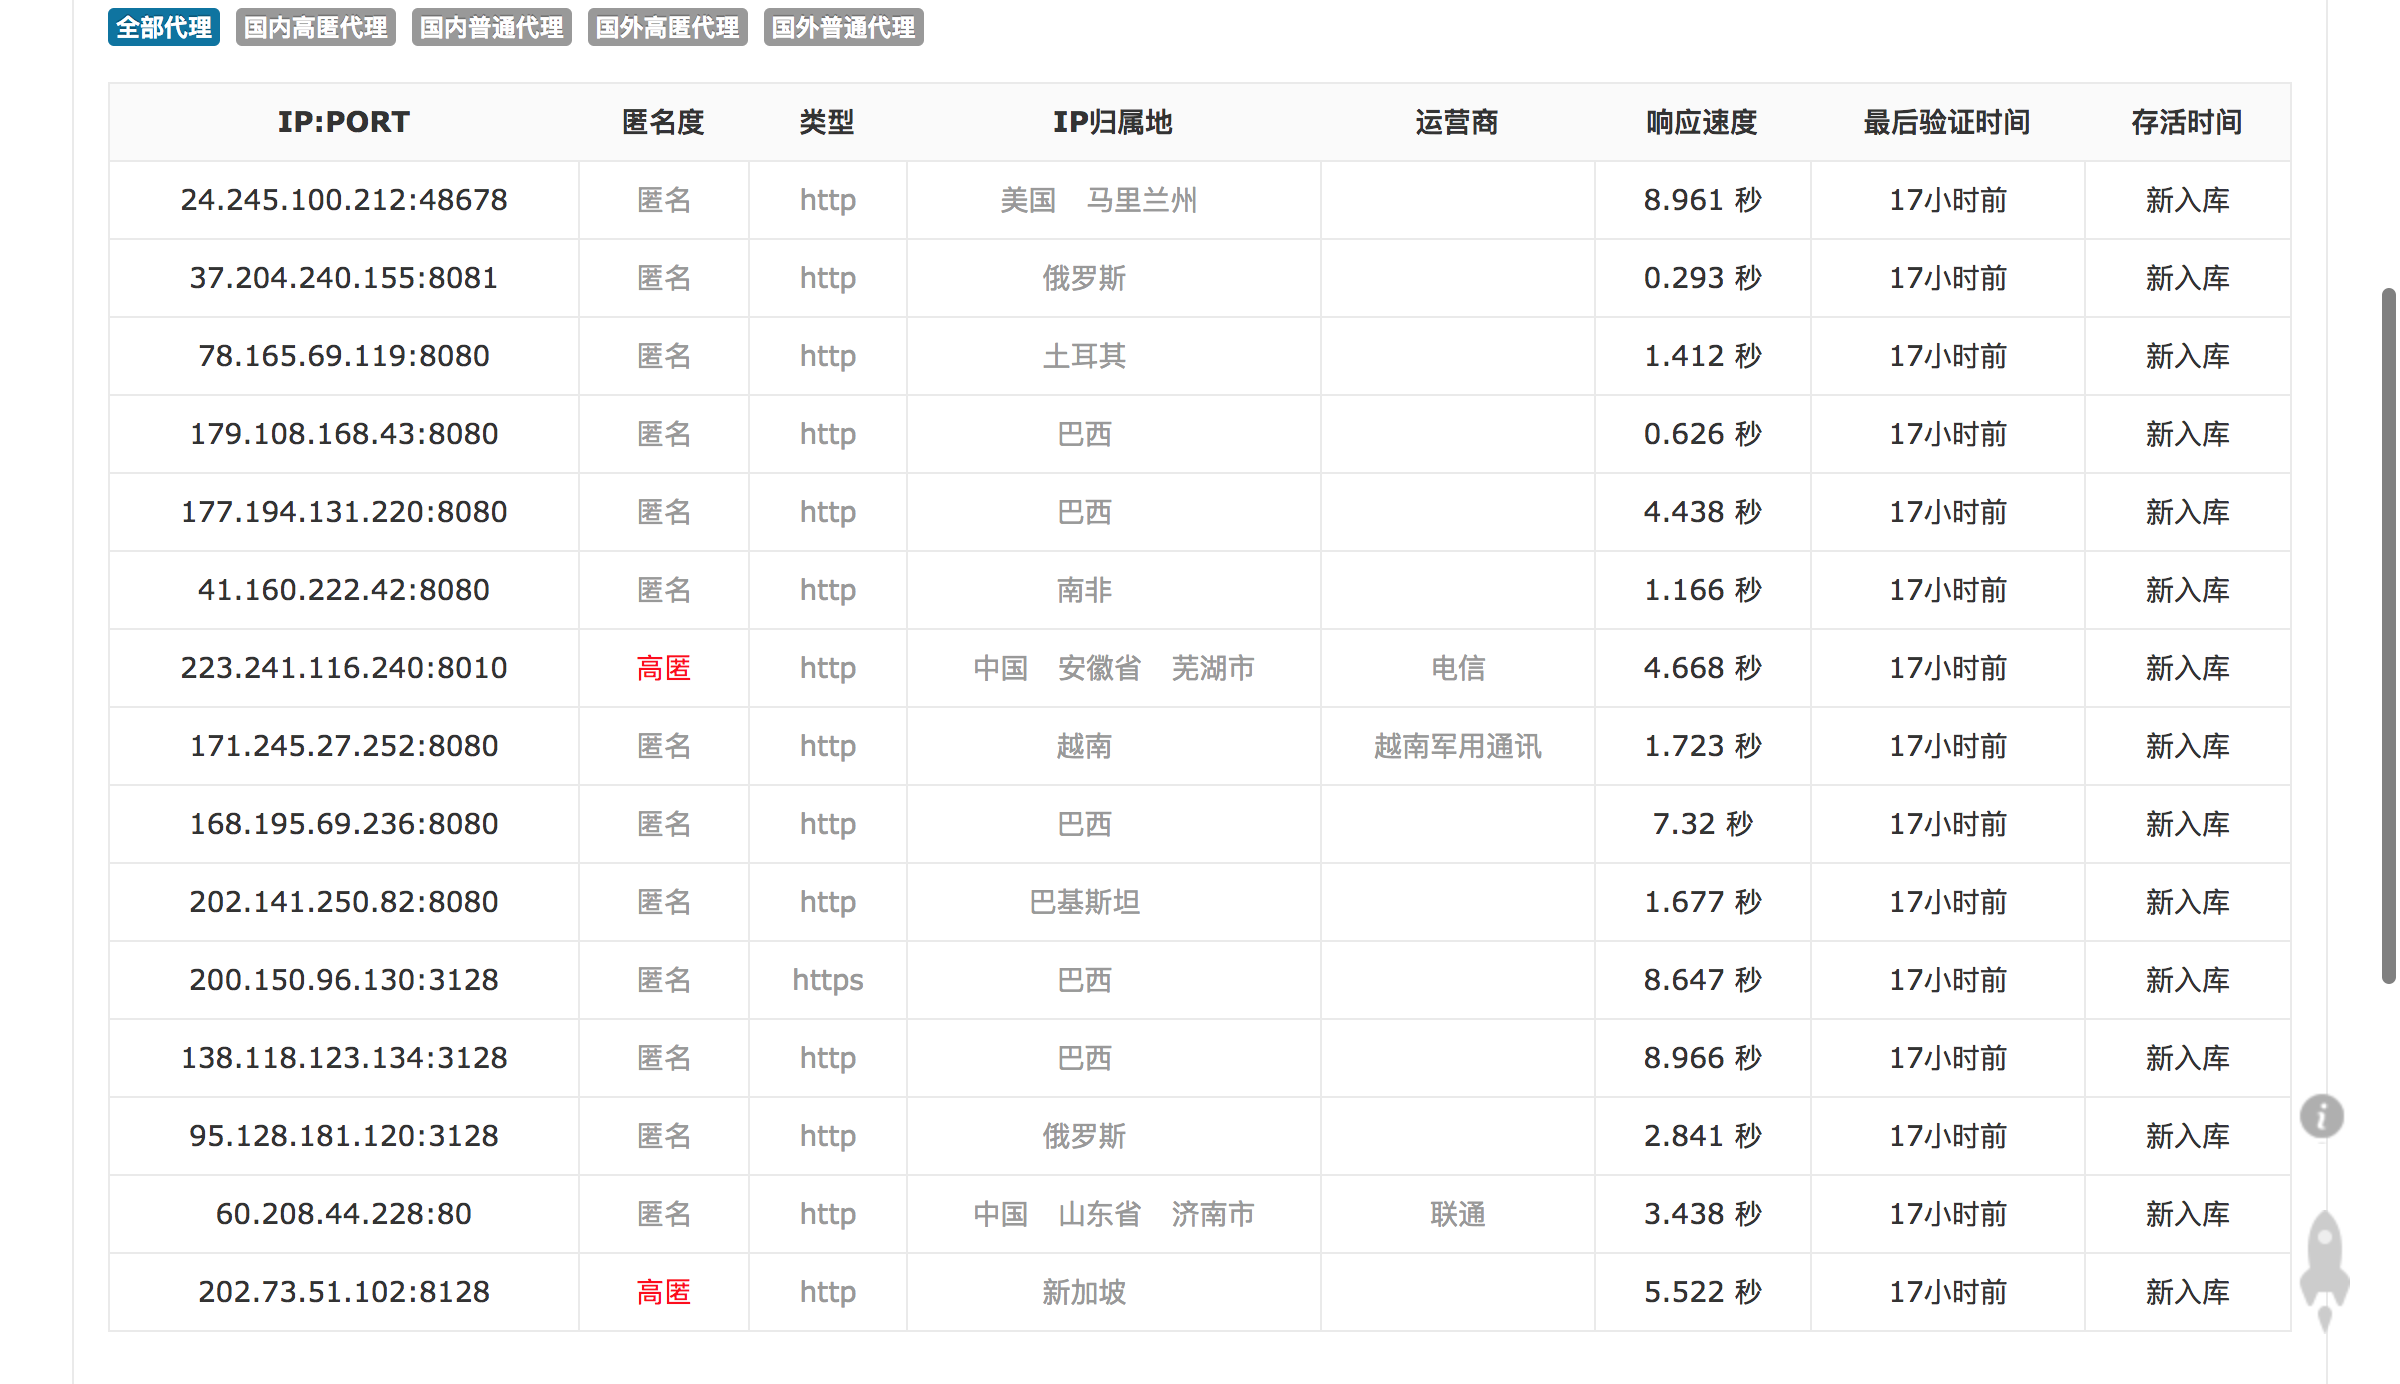 全部代理 国内高匿代理 国内普通代理 国外高匿代理 国外普通代理
IP:PORT 匿名度 类型 IP归属地 运营商 响应速度 最后验证时间 存活时间
24.245.100.212:48678 匿名 http 美国 马里兰州 8.961 秒 17小时前 新入库
37.204.240.155:8081 匿名 http 俄罗斯 0.293 秒 17小时前 新入库
78.165.69.119:8080 匿名 http 土耳其 1.412 秒 17小时前 新入库
179.108.168.43:8080 匿名 http 巴西 0.626 秒 17小时前 新入库
177.194.131.220:8080 匿名 http 巴西 4.438 秒 17小时前 新入库
41.160.222.42:8080 匿名 http 南非 1.166 秒 17小时前 新入库
223.241.116.240:8010 高匿 http 中国 安徽省 芜湖市 电信 4.668 秒 17小时前 新入库
171.245.27.252:8080 匿名 http 越南 越南军用通讯 1.723 秒 17小时前 新入库
168.195.69.236:8080 匿名 http 巴西 7.32 秒 17小时前 新入库
202.141.250.82:8080 匿名 http 巴基斯坦 1.677 秒 17小时前 新入库
200.150.96.130:3128 匿名 https 巴西 8.647 秒 17小时前 新入库
138.118.123.134:3128 匿名 http 巴西 8.966 秒 17小时前 新入库
95.128.181.120:3128 匿名 http 俄罗斯 2.841 秒 17小时前 新入库
60.208.44.228:80 匿名 http 中国 山东省 济南市 联通 3.438 秒 17小时前 新入库
202.73.51.102:8128 高匿 http 新加坡 5.522 秒 17小时前 新入库